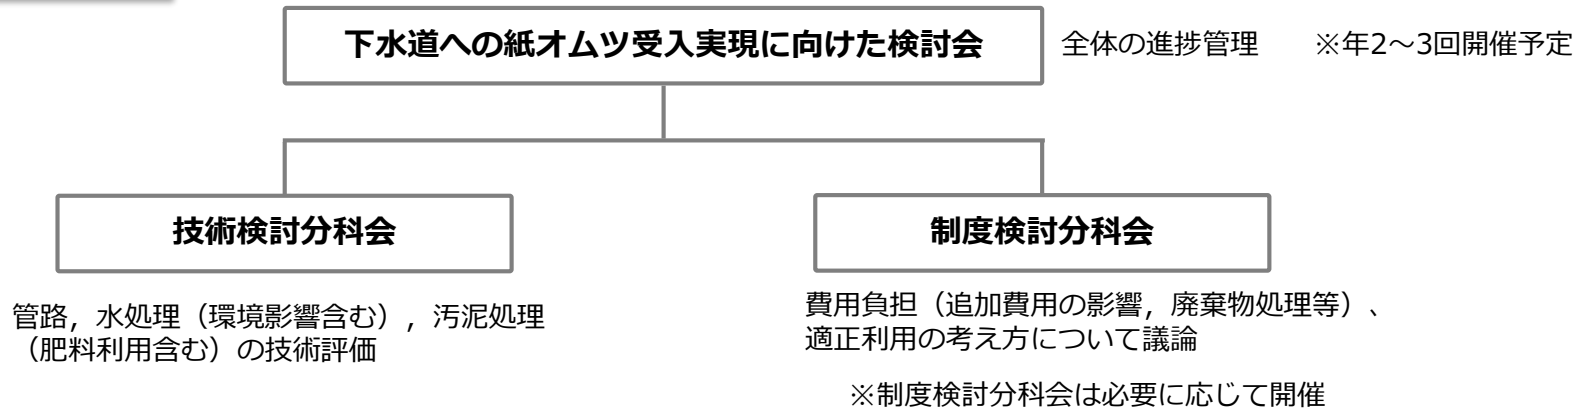 下水道への紙オムツ受入実現に向けた検討会
全体の進捗管理　　※年2～3回開催予定
技術検討分科会
制度検討分科会
管路，水処理（環境影響含む），汚泥処理
（肥料利用含む）の技術評価
費用負担（追加費用の影響，廃棄物処理等）、
適正利用の考え方について議論
※制度検討分科会は必要に応じて開催